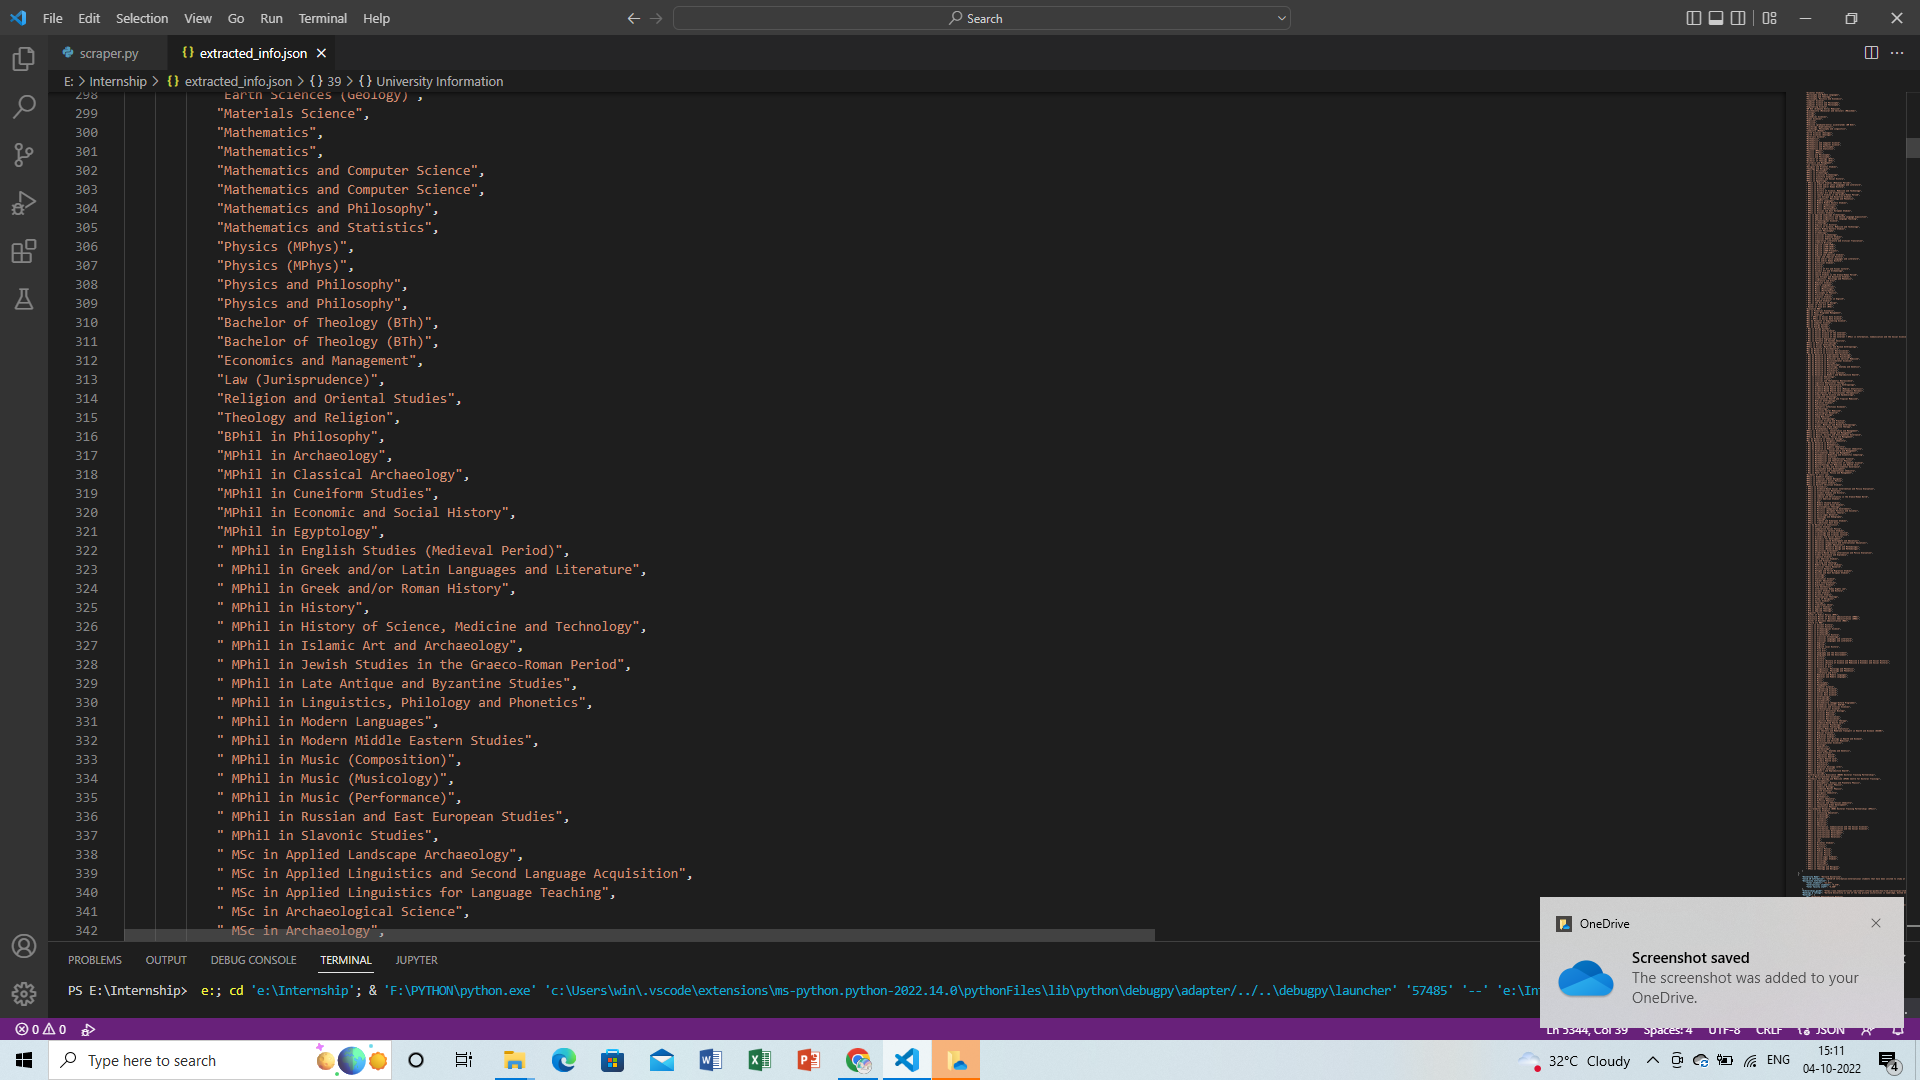 File Edit Selection View Go Run Terminal Help
Search
scraper.py
{} extracted_info.json
E: > Internship > {} extracted_info.json > {} 39 > {} University Information
298 "Earth Sciences (Geology)",
299 "Materials Science",
300 "Mathematics",
301 "Mathematics",
302 "Mathematics and Computer Science",
303 "Mathematics and Computer Science",
304 "Mathematics and Philosophy",
305 "Mathematics and Statistics",
306 "Physics (MPhys)",
307 "Physics (MPhys)",
308 "Physics and Philosophy",
309 "Physics and Philosophy",
310 "Bachelor of Theology (BTh)",
311 "Bachelor of Theology (BTh)",
312 "Economics and Management",
313 "Law (Jurisprudence)",
314 "Religion and Oriental Studies",
315 "Theology and Religion",
316 "BPhil in Philosophy",
317 "MPhil in Archaeology",
318 "MPhil in Classical Archaeology",
319 "MPhil in Cuneiform Studies",
320 "MPhil in Economic and Social History",
321 "MPhil in Egyptology",
322 " MPhil in English Studies (Medieval Period)",
323 " MPhil in Greek and/or Latin Languages and Literature",
324 " MPhil in Greek and/or Roman History",
325 " MPhil in History",
326 " MPhil in History of Science, Medicine and Technology",
327 " MPhil in Islamic Art and Archaeology",
328 " MPhil in Jewish Studies in the Graeco-Roman Period",
329 " MPhil in Late Antique and Byzantine Studies",
330 " MPhil in Linguistics, Philology and Phonetics",
331 " MPhil in Modern Languages",
332 " MPhil in Modern Middle Eastern Studies",
333 " MPhil in Music (Composition)",
334 " MPhil in Music (Musicology)",
335 " MPhil in Music (Performance)",
336 " MPhil in Russian and East European Studies",
337 " MPhil in Slavonic Studies",
338 " MSc in Applied Landscape Archaeology",
339 " MSc in Applied Linguistics and Second Language Acquisition",
340 " MSc in Applied Linguistics for Language Teaching",
341 " MSc in Archaeological Science",
342 " MSc in Archaeology",
PROBLEMS OUTPUT DEBUG CONSOLE TERMINAL JUPYTER
PS E:\Internship> e:; cd 'e:\Internship'; & 'F:\PYTHON\python.exe' 'c:\Users\win\.vscode\extensions\ms-python.python-2022.14.0\pythonFiles\lib\python\debugpy\adapter/../..\debugpy\launcher' '57485' '--' 'e:\In
OneDrive
Screenshot saved
The screenshot was added to your
OneDrive.
0 0
Ln 5344, Col 39 Spaces: 4 UTF-8 CRLF JSON
Type here to search
32°C Cloudy
ENG
15:11
04-10-2022
4